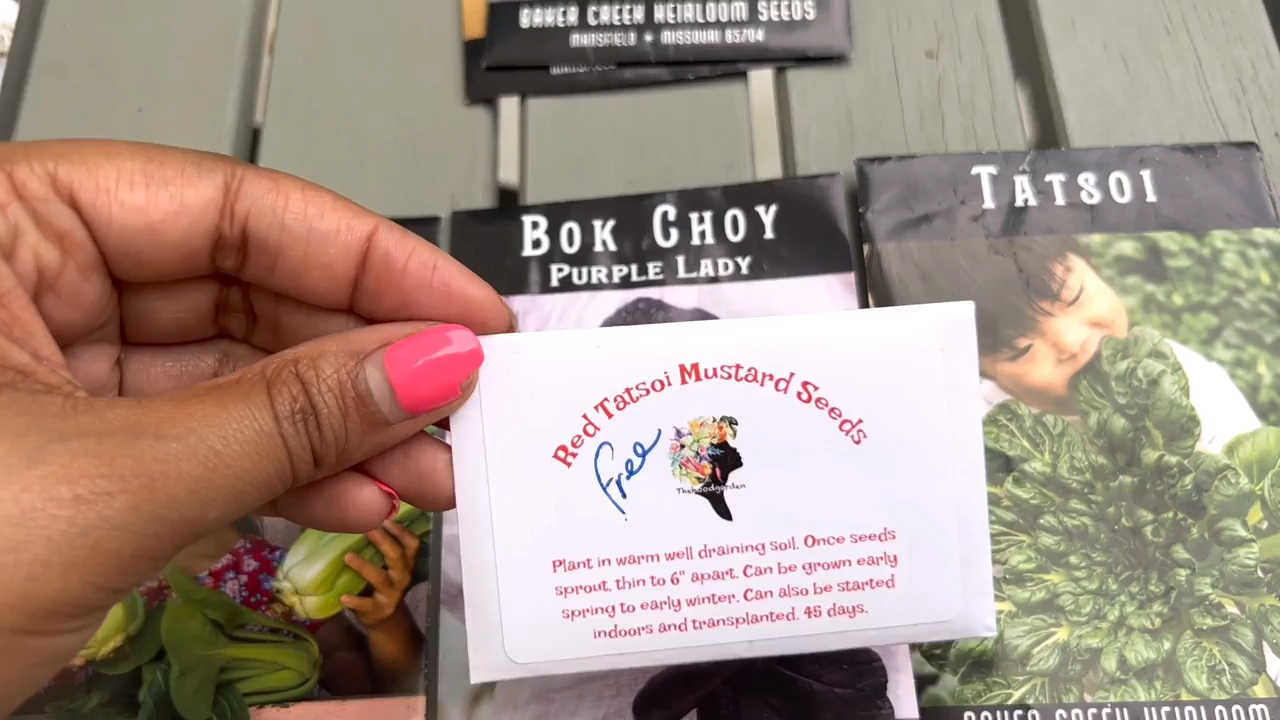 BAKER CREEK HEIRLOOM SEEDS
MANSFIELD * MISSOURI 65704
MANSFIELD
BOK CHOY
PURPLE LADY
TATSOI
Red Tatsoi Mustard Seeds
free
Thehoodgarden
Plant in warm well draining soil. Once seeds
sprout, thin to 6" apart. Can be grown early
spring to early winter. Can also be started
indoors and transplanted. 45 days.
BAKER CREEK HEIRLOOM